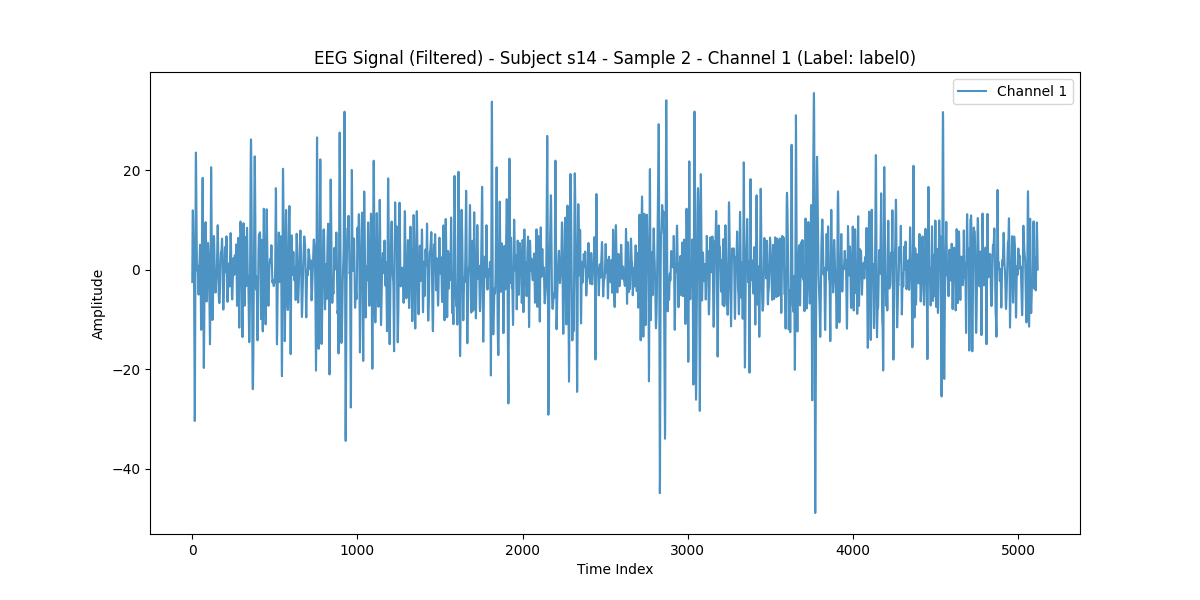 EEG Signal (Filtered) - Subject s14 - Sample 2 - Channel 1 (Label: label0)
Channel 1
20
0
−20
−40
Amplitude
0 1000 2000 3000 4000 5000
Time Index